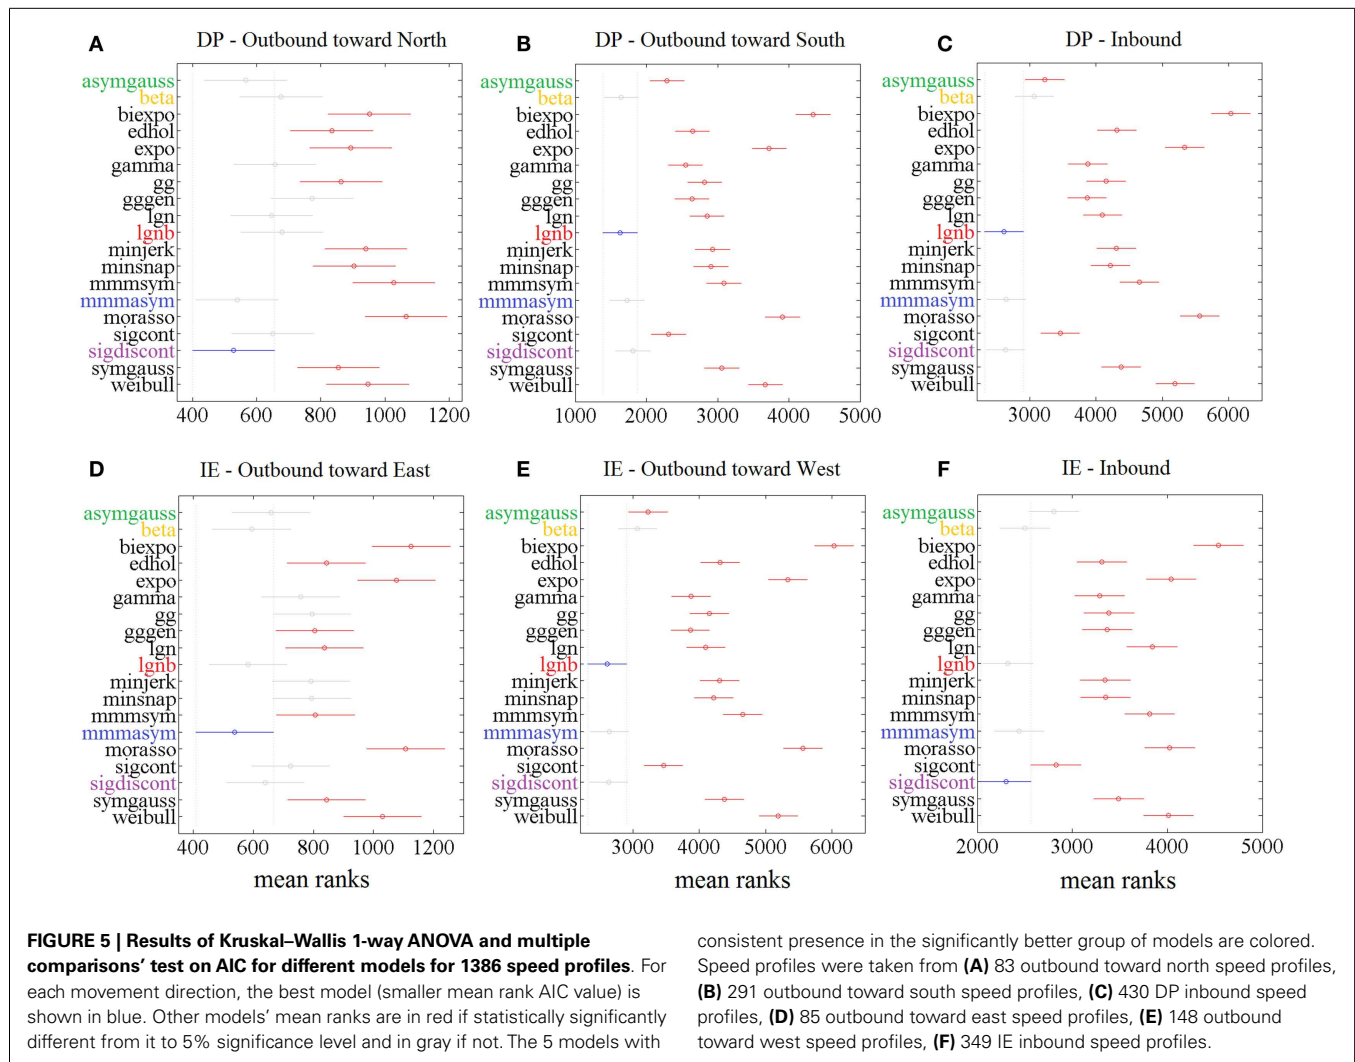 A
DP - Outbound toward North
asymgauss
beta
biexpo
edhol
expo
gamma
gg
gggen
lgn
lgnb
minjerk
minsnap
mmmsym
mmmasym
morasso
sigcont
sigdiscont
symgauss
weibull
400 600 800 1000 1200
B
DP - Outbound toward South
asymgauss
beta
biexpo
edhol
expo
gamma
gg
gggen
lgn
lgnb
minjerk
minsnap
mmmsym
mmmasym
morasso
sigcont
sigdiscont
symgauss
weibull
1000 2000 3000 4000 5000
C
DP - Inbound
asymgauss
beta
biexpo
edhol
expo
gamma
gg
gggen
lgn
lgnb
minjerk
minsnap
mmmsym
mmmasym
morasso
sigcont
sigdiscont
symgauss
weibull
3000 4000 5000 6000
D
IE - Outbound toward East
asymgauss
beta
biexpo
edhol
expo
gamma
gg
gggen
lgn
lgnb
minjerk
minsnap
mmmsym
mmmasym
morasso
sigcont
sigdiscont
symgauss
weibull
400 600 800 1000 1200
mean ranks
E
IE - Outbound toward West
asymgauss
beta
biexpo
edhol
expo
gamma
gg
gggen
lgn
lgnb
minjerk
minsnap
mmmsym
mmmasym
morasso
sigcont
sigdiscont
symgauss
weibull
3000 4000 5000 6000
mean ranks
F
IE - Inbound
asymgauss
beta
biexpo
edhol
expo
gamma
gg
gggen
lgn
lgnb
minjerk
minsnap
mmmsym
mmmasym
morasso
sigcont
sigdiscont
symgauss
weibull
2000 3000 4000 5000
mean ranks
FIGURE 5 | Results of Kruskal–Wallis 1-way ANOVA and multiple
comparisons' test on AIC for different models for 1386 speed profiles. For
each movement direction, the best model (smaller mean rank AIC value) is
shown in blue. Other models' mean ranks are in red if statistically significantly
different from it to 5% significance level and in gray if not. The 5 models with
consistent presence in the significantly better group of models are colored.
Speed profiles were taken from (A) 83 outbound toward north speed profiles,
(B) 291 outbound toward south speed profiles, (C) 430 DP inbound speed
profiles, (D) 85 outbound toward east speed profiles, (E) 148 outbound
toward west speed profiles, (F) 349 IE inbound speed profiles.